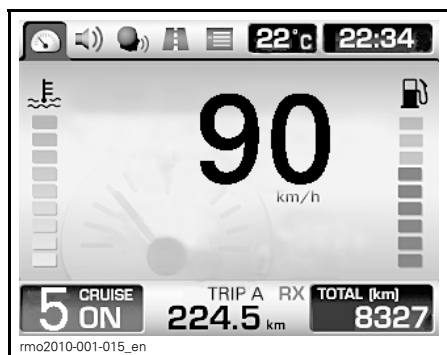 22°c 22:34
90
km/h
5 CRUISE ON
TRIP A RX
224.5 km
TOTAL (km)
8327
rmo2010-001-015_en